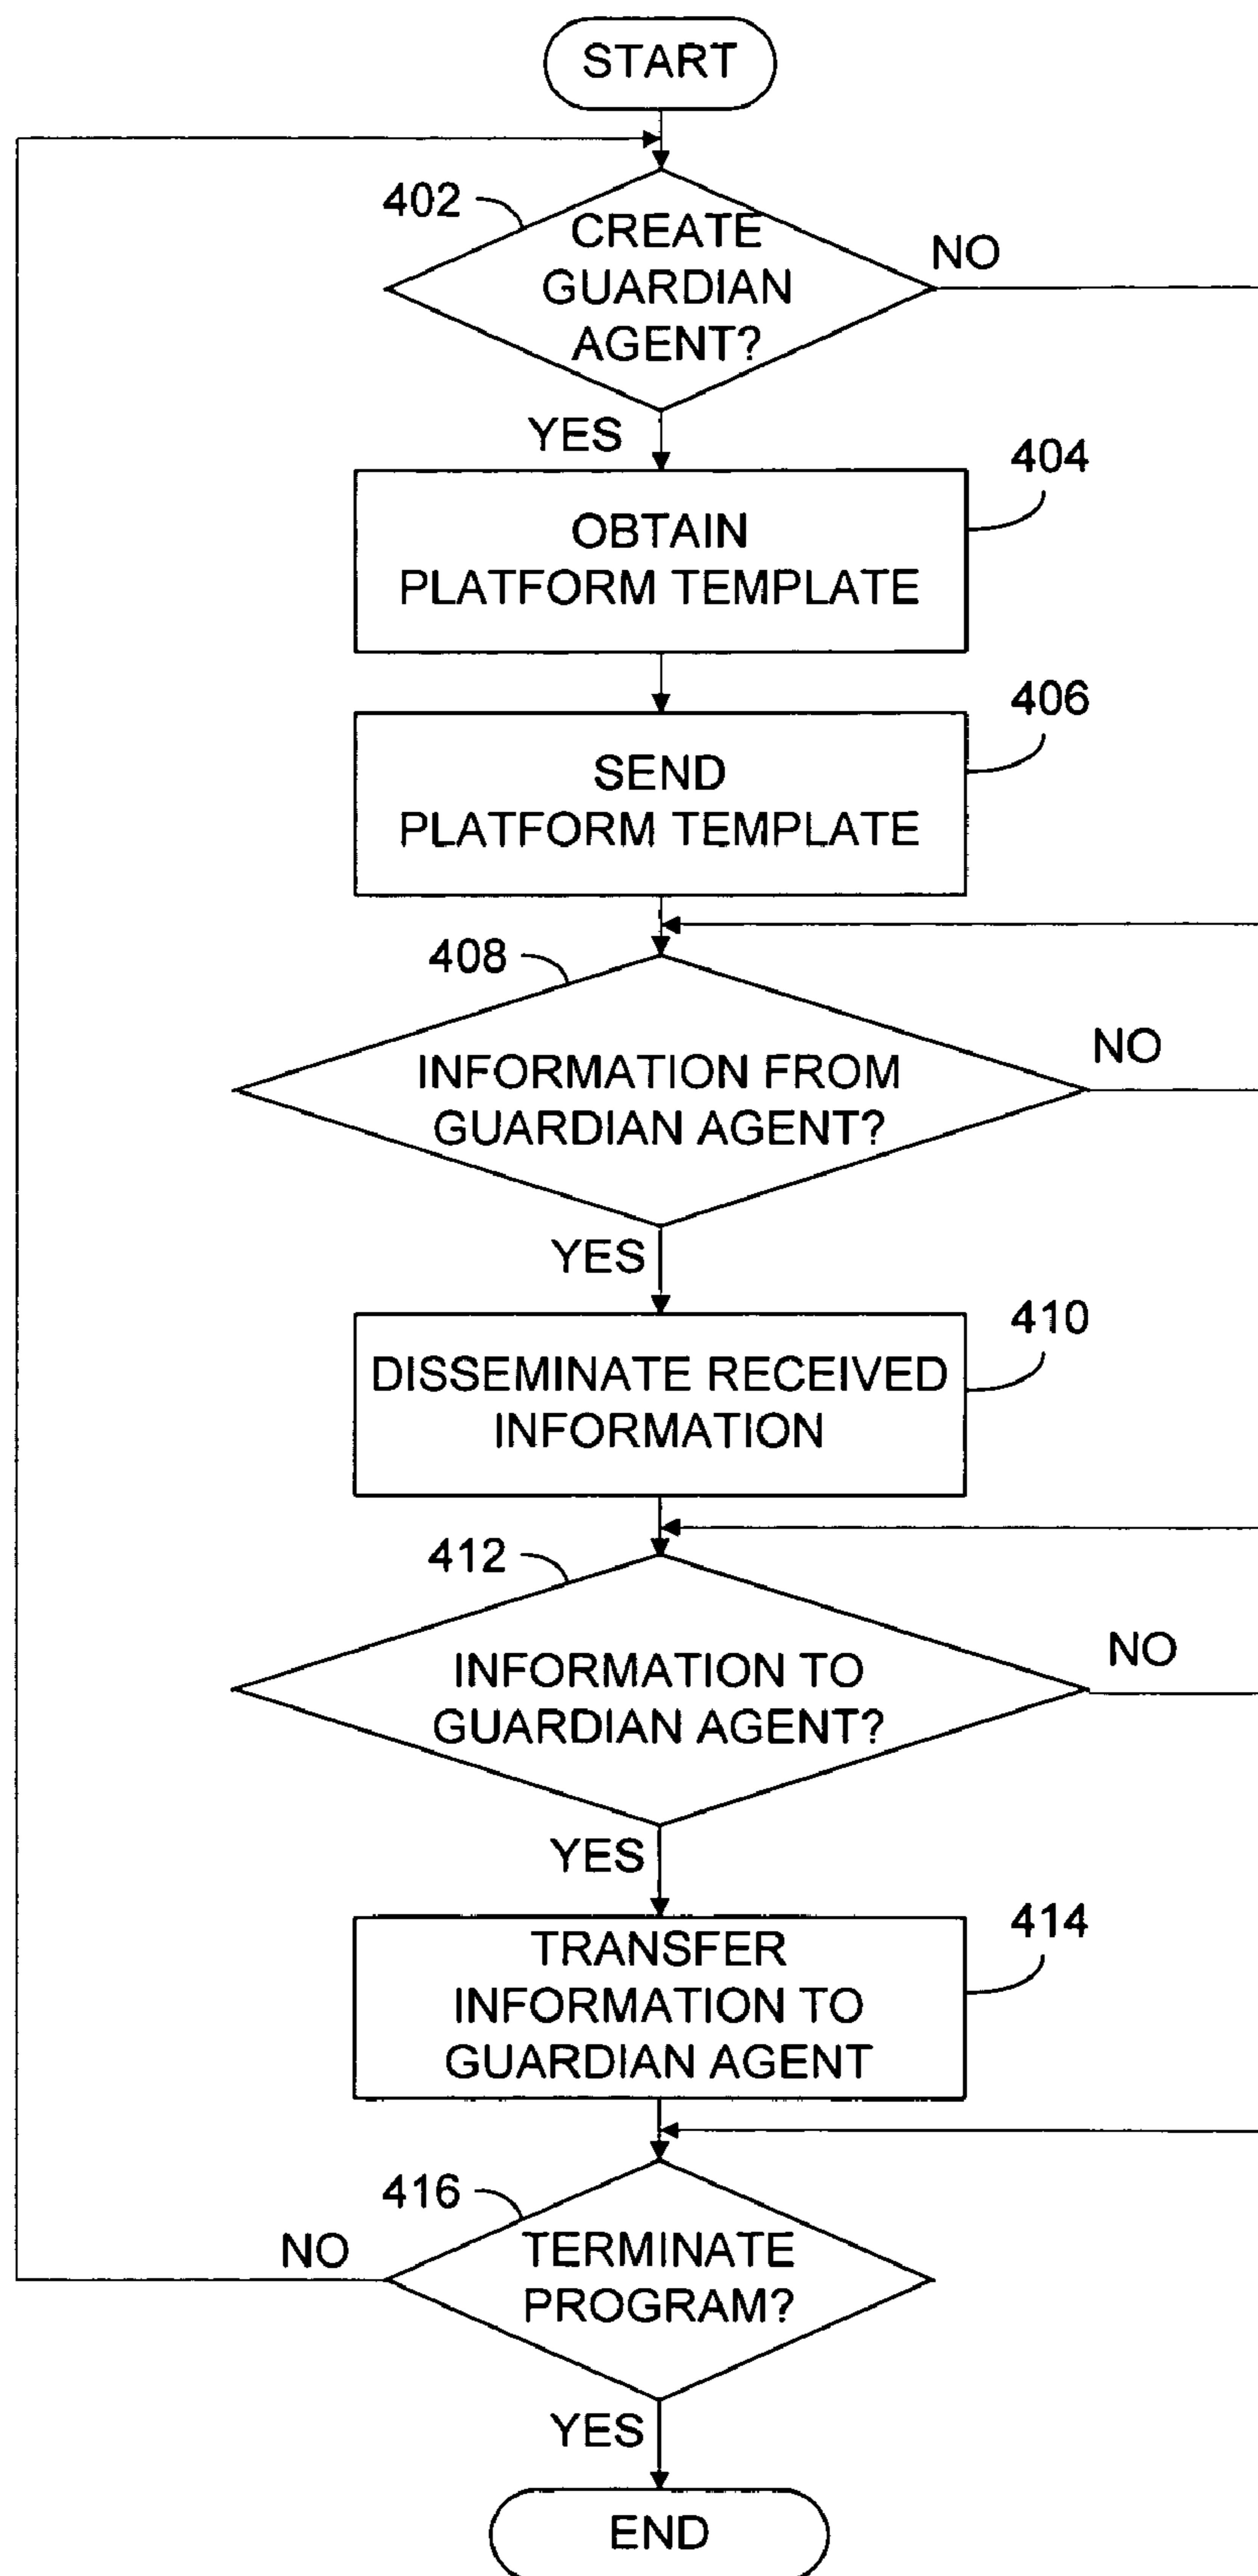 START
402
CREATE
GUARDIAN
AGENT?
NO
YES
404
OBTAIN
PLATFORM TEMPLATE
406
SEND
PLATFORM TEMPLATE
408
INFORMATION FROM
GUARDIAN AGENT?
NO
YES
410
DISSEMINATE RECEIVED
INFORMATION
412
INFORMATION TO
GUARDIAN AGENT?
NO
YES
414
TRANSFER
INFORMATION TO
GUARDIAN AGENT
416
TERMINATE
PROGRAM?
NO
YES
END